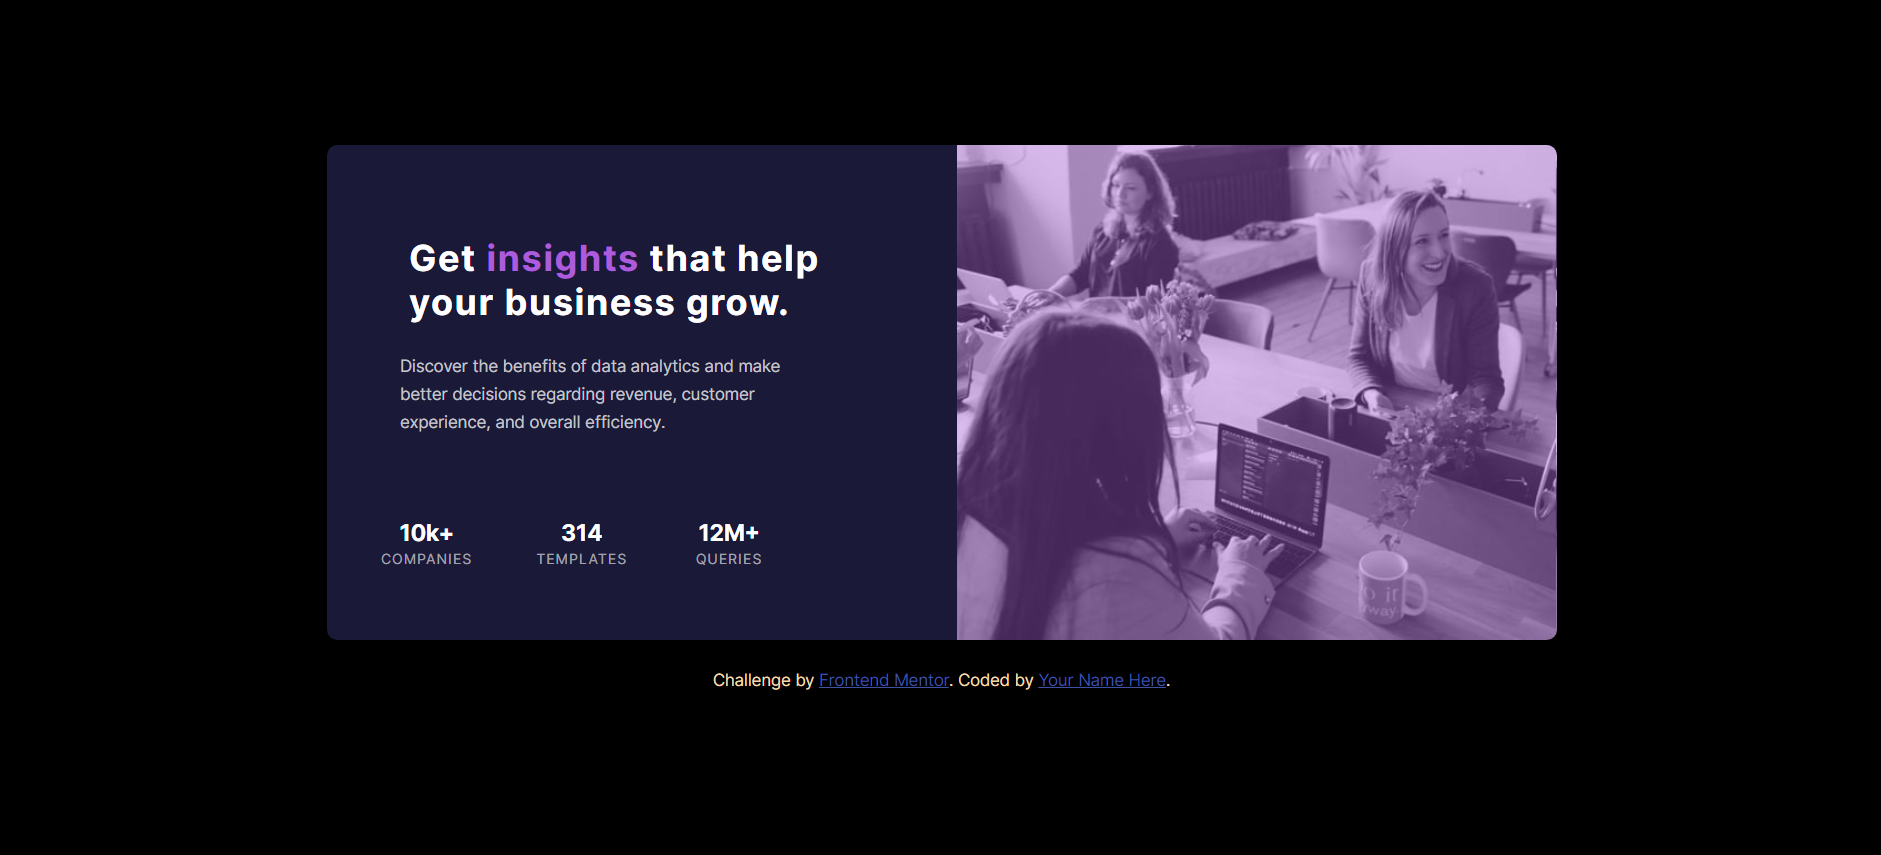 Get insights that help
your business grow.
Discover the benefits of data analytics and make
better decisions regarding revenue, customer
experience, and overall efficiency.
10k+
COMPANIES
314
TEMPLATES
12M+
QUERIES
Challenge by Frontend Mentor. Coded by Your Name Here.